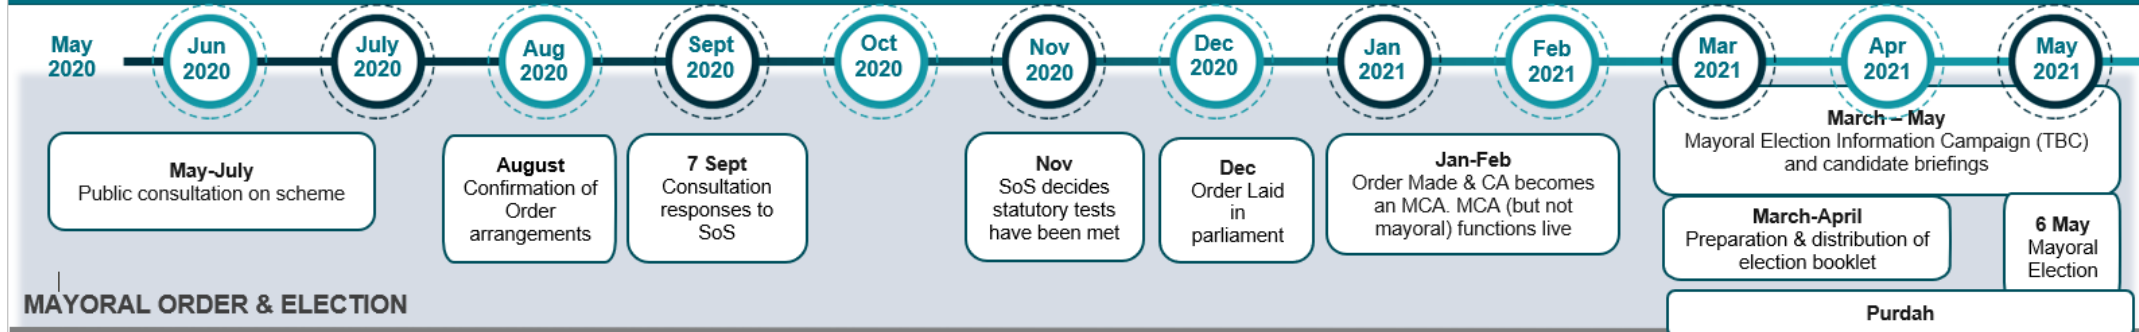 May
2020
Jun
2020
July
2020
Aug
2020
Sept
2020
Oct
2020
Nov
2020
Dec
2020
Jan
2021
Feb
2021
Mar
2021
Apr
2021
May
2021
May-July
Public consultation on scheme
August
Confirmation of
Order
arrangements
7 Sept
Consultation
responses to
SoS
Nov
SoS decides
statutory tests
have been met
Dec
Order Laid
in
parliament
Jan-Feb
Order Made & CA becomes
an MCA. MCA (but not
mayoral) functions live
March – May
Mayoral Election Information Campaign (TBC)
and candidate briefings
March-April
Preparation & distribution of
election booklet
6 May
Mayoral
Election
Purdah
MAYORAL ORDER & ELECTION